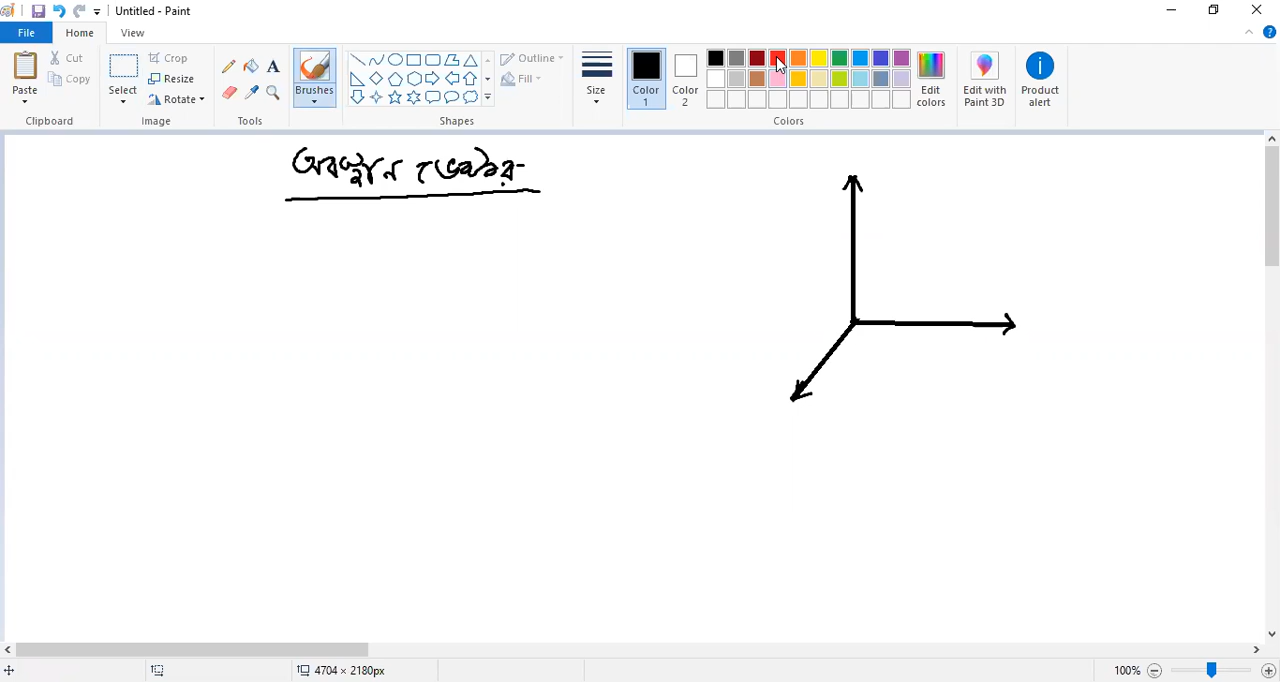 Untitled - Paint
File
Home
View
Paste
Cut
Copy
Clipboard
Select
Crop
Resize
Rotate
Image
Tools
Brushes
Shapes
Outline
Fill
Size
Color 1
Color 2
Colors
Edit colors
Edit with Paint 3D
Product alert
4704 × 2180px
100%